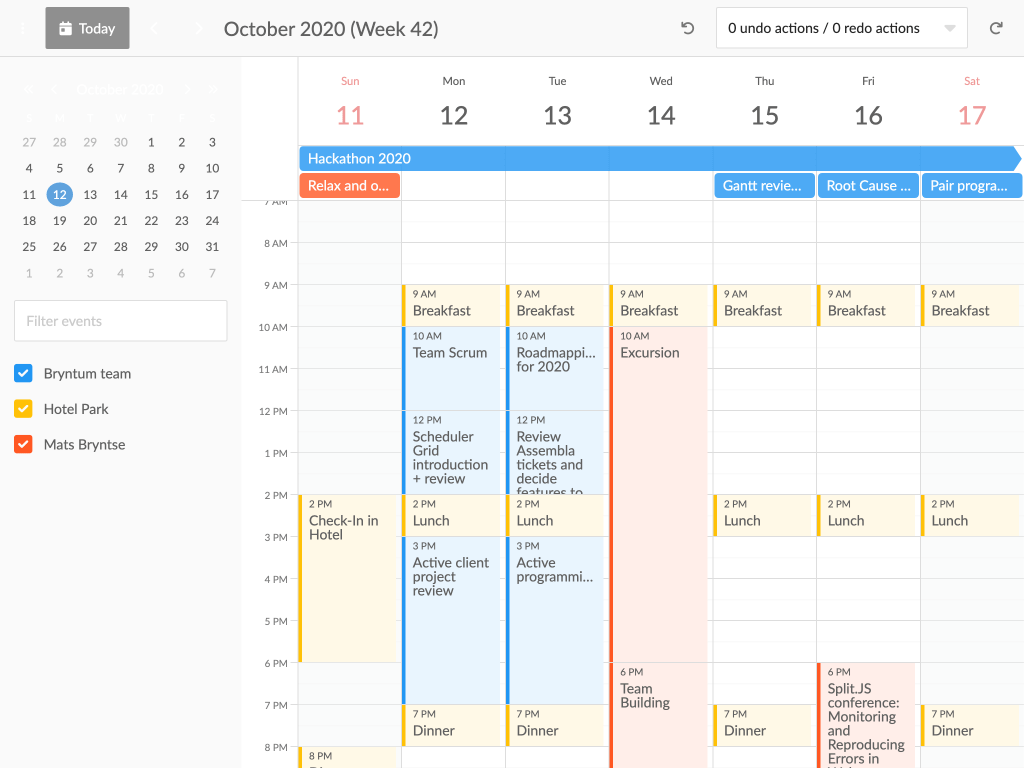 Today
October 2020 (Week 42)
0 undo actions / 0 redo actions
October 2020
S M T W T F S
27 28 29 30 1 2 3
4 5 6 7 8 9 10
11 12 13 14 15 16 17
18 19 20 21 22 23 24
25 26 27 28 29 30 31
1 2 3 4 5 6 7
Filter events
Bryntum team
Hotel Park
Mats Bryntse
Sun Mon Tue Wed Thu Fri Sat
11 12 13 14 15 16 17
Hackathon 2020
Relax and o...
Gantt revie...
Root Cause ...
Pair progra...
7 AM
8 AM
9 AM
10 AM
11 AM
12 PM
1 PM
2 PM
3 PM
4 PM
5 PM
6 PM
7 PM
8 PM
2 PM
Check-In in
Hotel
8 PM
9 AM
Breakfast
10 AM
Team Scrum
12 PM
Scheduler
Grid
introduction
+ review
2 PM
Lunch
3 PM
Active client
project
review
7 PM
Dinner
9 AM
Breakfast
10 AM
Roadmappi...
for 2020
12 PM
Review
Assembla
tickets and
decide
features to
2 PM
Lunch
3 PM
Active
programmi...
7 PM
Dinner
9 AM
Breakfast
10 AM
Excursion
6 PM
Team
Building
9 AM
Breakfast
2 PM
Lunch
7 PM
Dinner
9 AM
Breakfast
2 PM
Lunch
6 PM
Split.JS
conference:
Monitoring
and
Reproducing
Errors in
9 AM
Breakfast
2 PM
Lunch
7 PM
Dinner